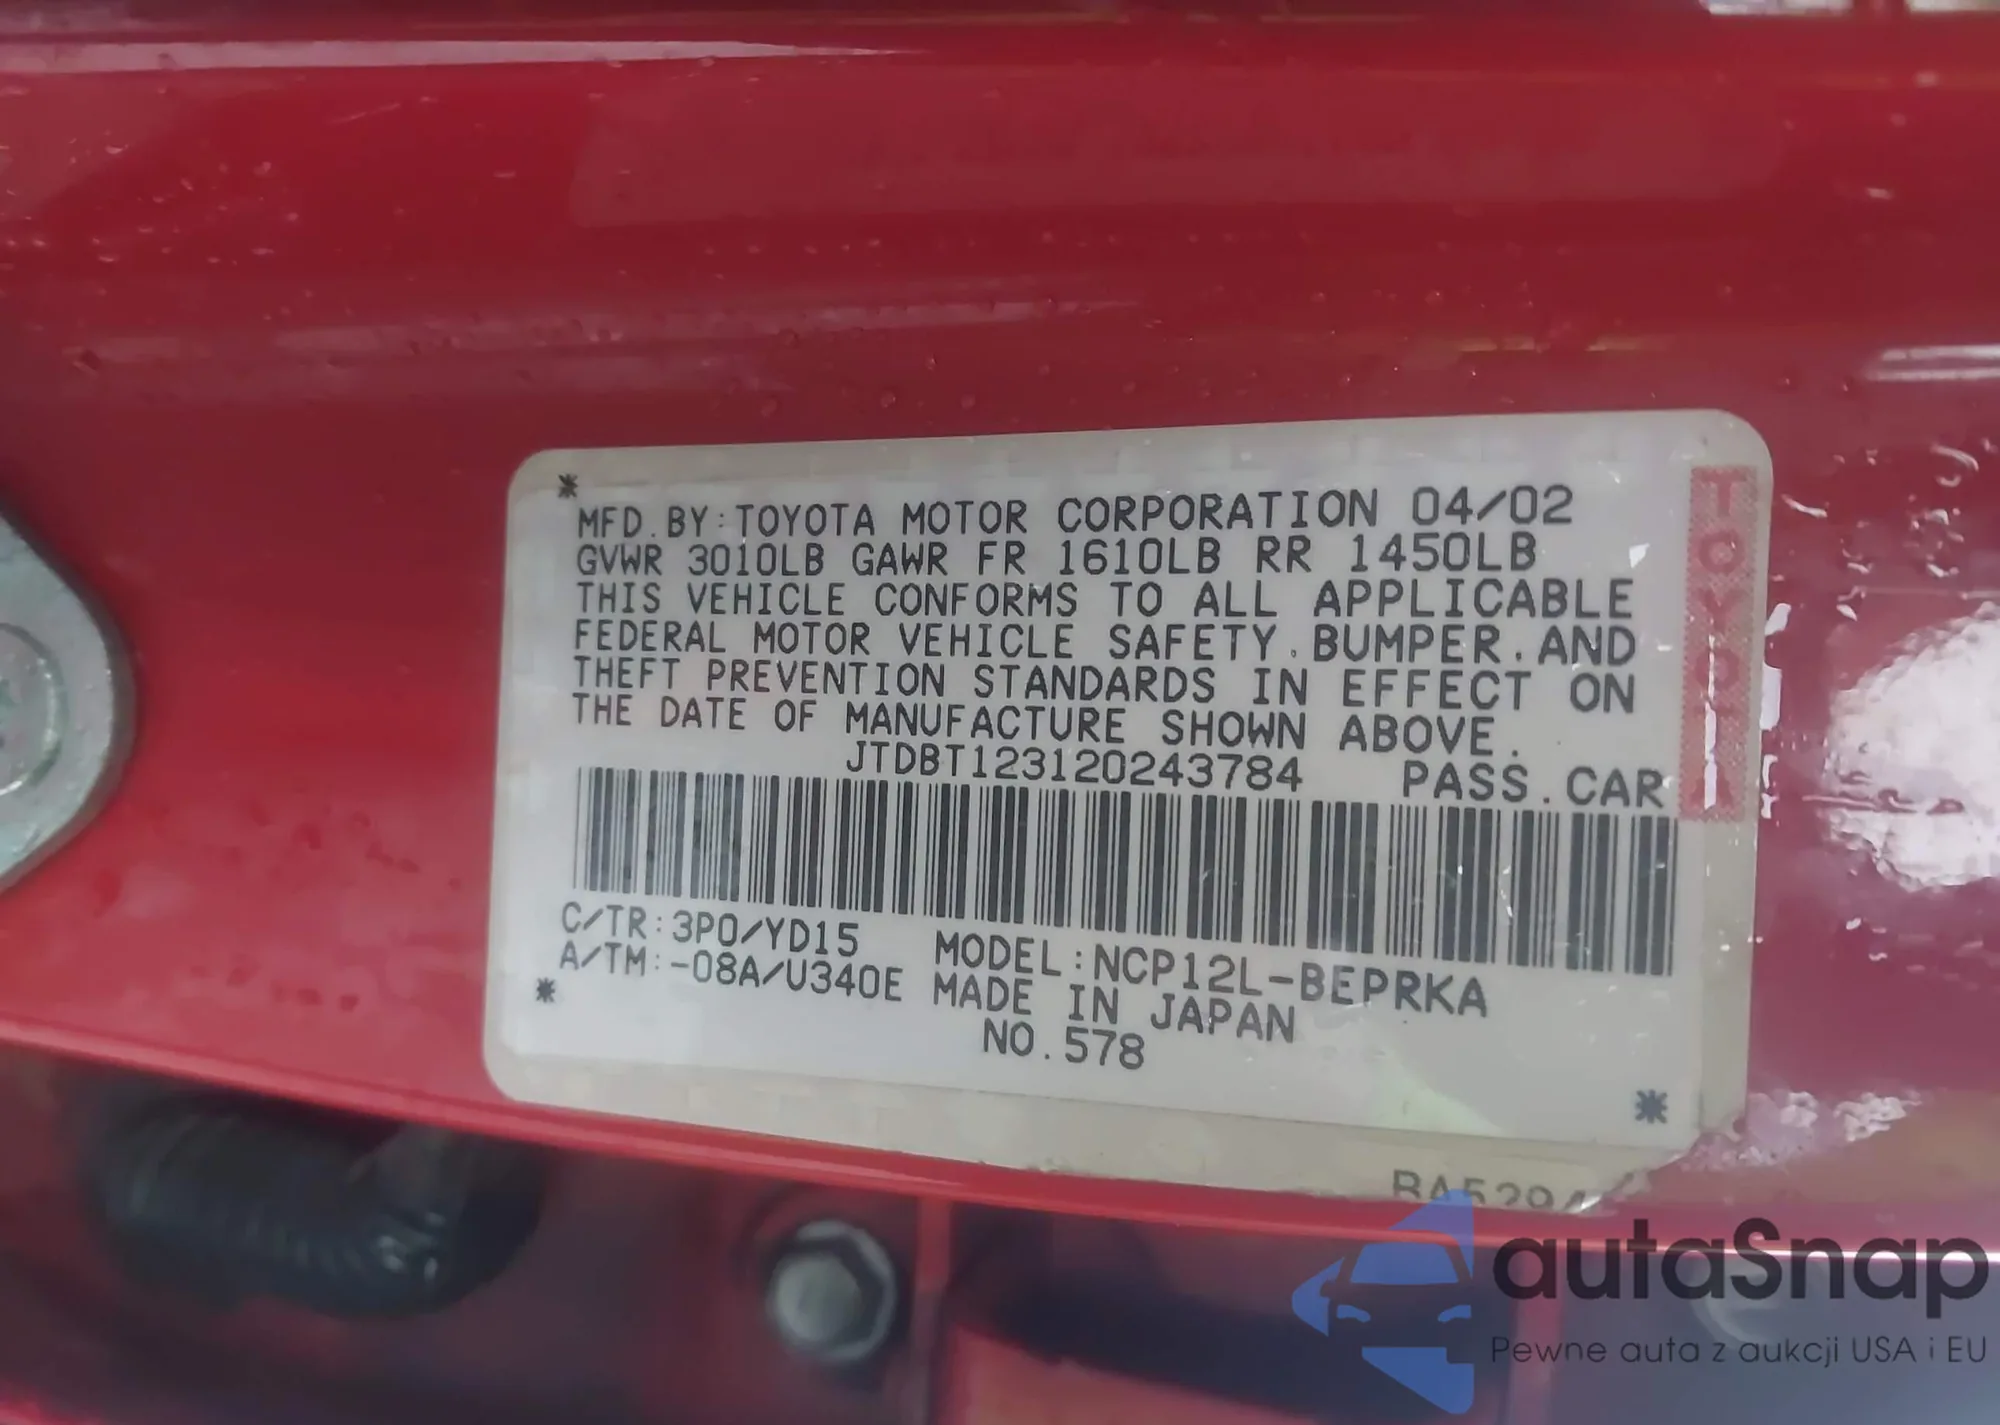 MFD.BY:TOYOTA MOTOR CORPORATION 04/02
GVWR 3010LB GAWR FR 1610LB RR 1450LB
THIS VEHICLE CONFORMS TO ALL APPLICABLE
FEDERAL MOTOR VEHICLE SAFETY.BUMPER.AND
THEFT PREVENTION STANDARDS IN EFFECT ON
THE DATE OF MANUFACTURE SHOWN ABOVE.
JTDBT123120243784 PASS.CAR
C/TR:3P0/YD15 MODEL:NCP12L-BEPRKA
A/TM:-08A/U340E MADE IN JAPAN
NO.578
TOYOTA
autaSnap
Pewne auta z aukcji USA i EU